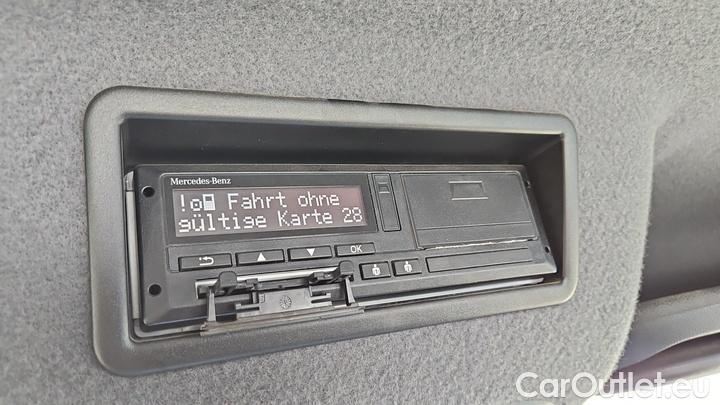 Mercedes-Benz
! Fahrt ohne
gültige Karte 28
OK
CarOutlet.eu